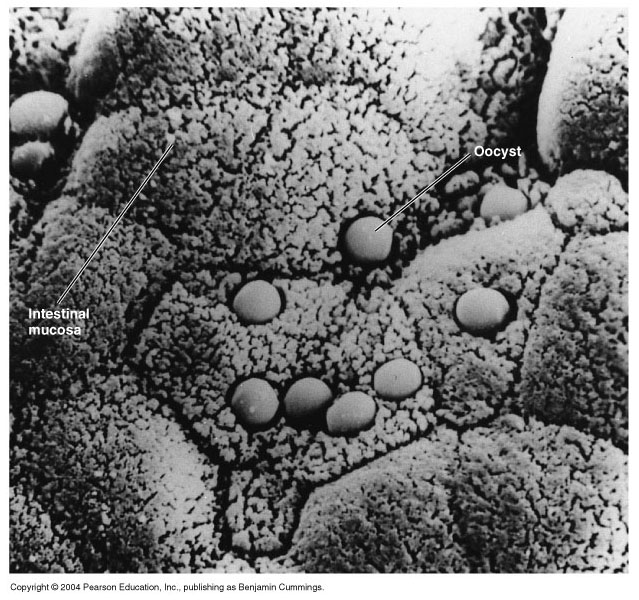 Oocyst
Intestinal
mucosa
Copyright © 2004 Pearson Education, Inc., publishing as Benjamin Cummings.